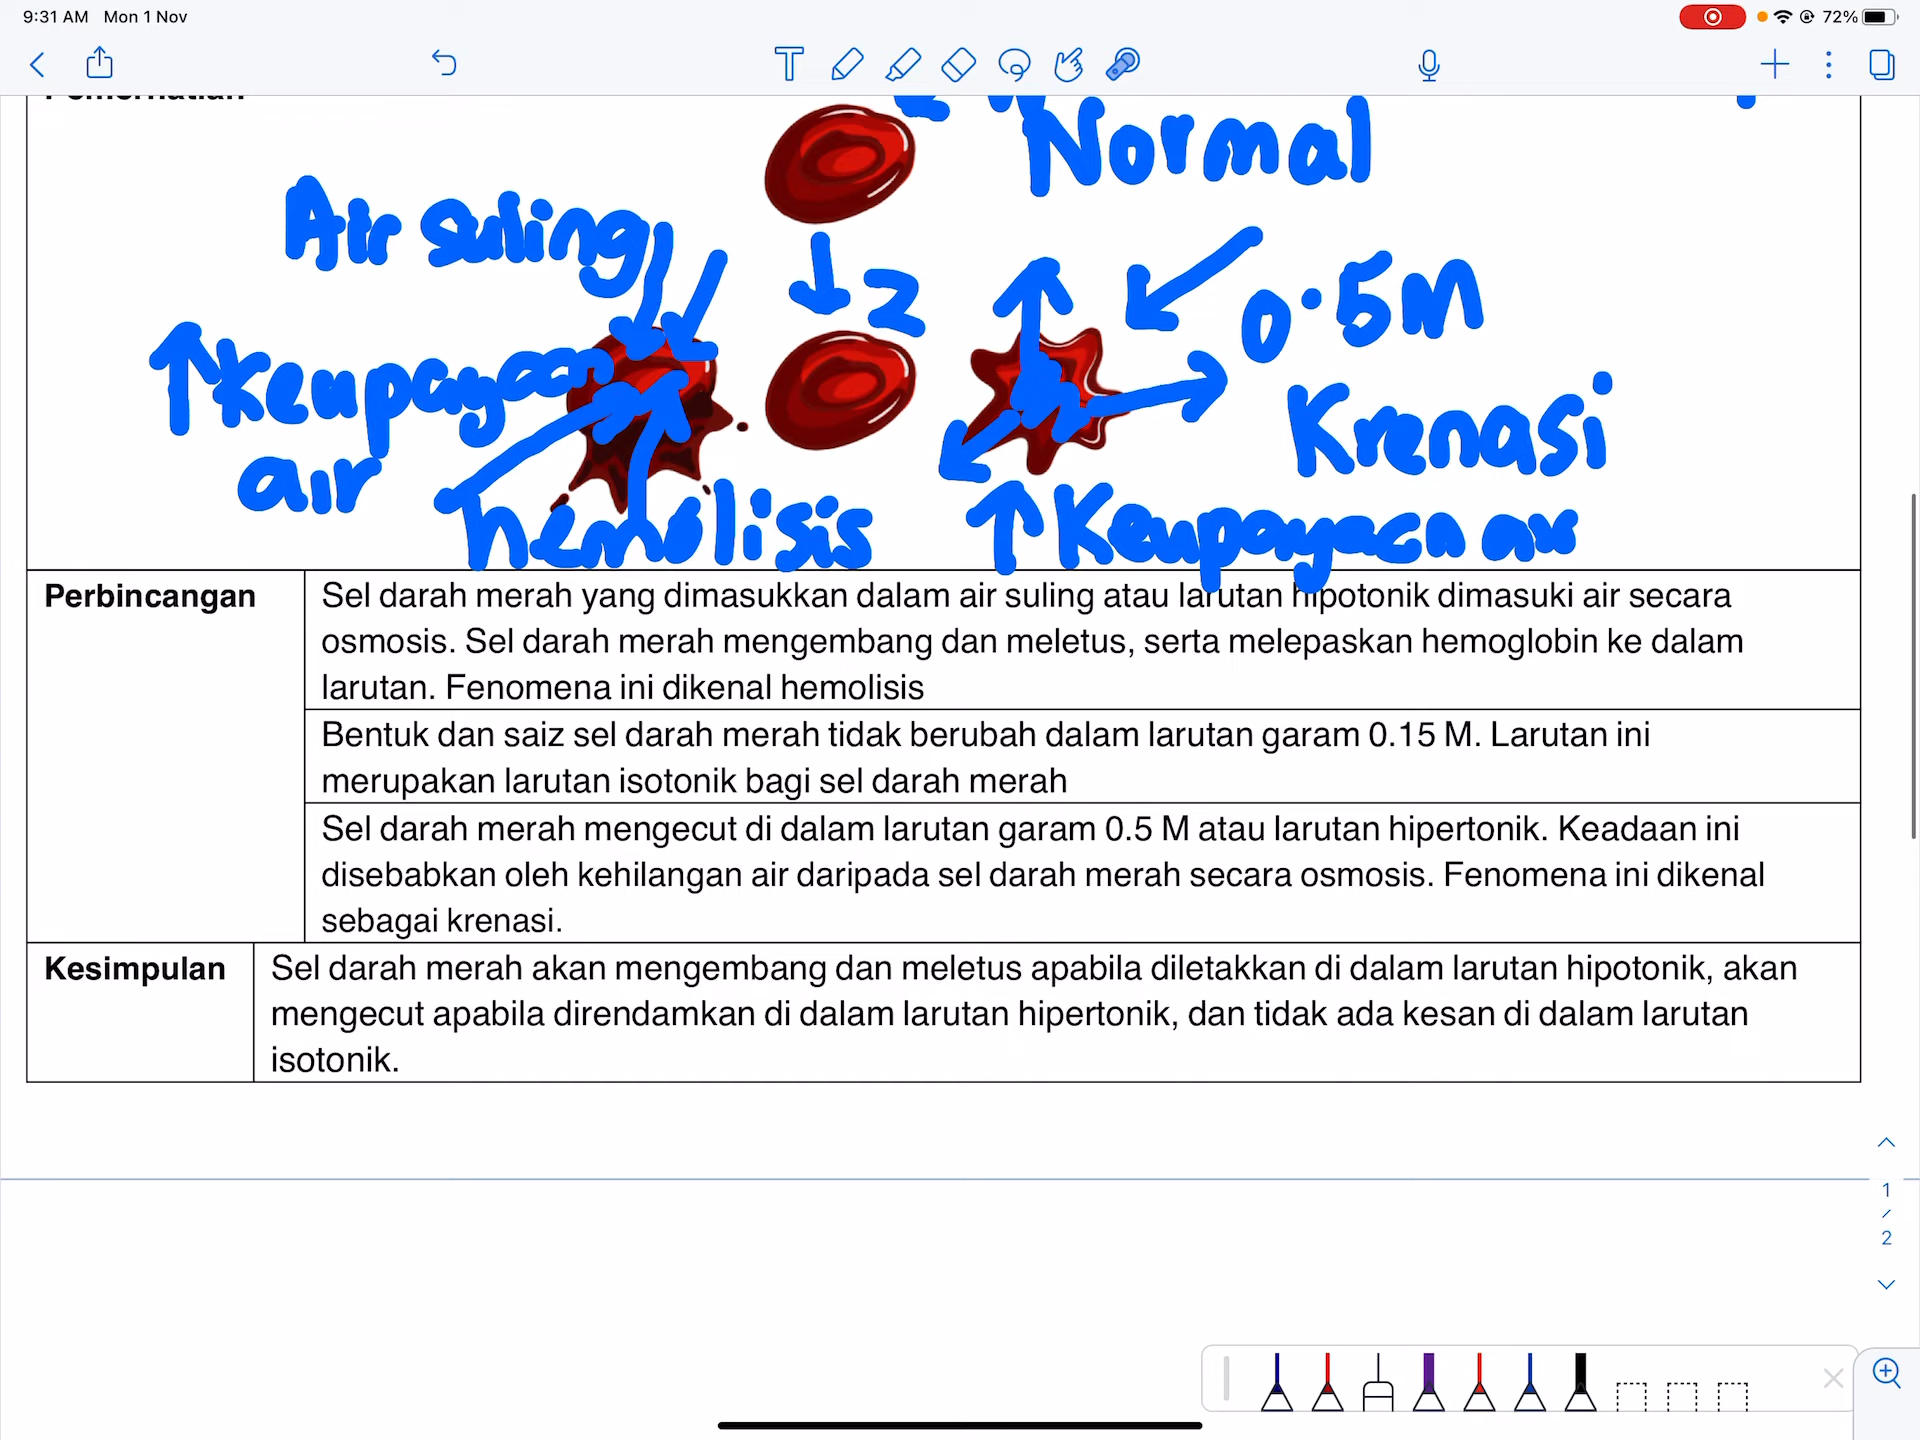 9:31 AM Mon 1 Nov
72%
Normal
Air suling
2
0.5M
↑ Keupayaan
air
Krenasi
hemolisis
↑ Keupayaan air
Perbincangan
Sel darah merah yang dimasukkan dalam air suling atau larutan hipotonik dimasuki air secara
osmosis. Sel darah merah mengembang dan meletus, serta melepaskan hemoglobin ke dalam
larutan. Fenomena ini dikenal hemolisis
Bentuk dan saiz sel darah merah tidak berubah dalam larutan garam 0.15 M. Larutan ini
merupakan larutan isotonik bagi sel darah merah
Sel darah merah mengecut di dalam larutan garam 0.5 M atau larutan hipertonik. Keadaan ini
disebabkan oleh kehilangan air daripada sel darah merah secara osmosis. Fenomena ini dikenal
sebagai krenasi.
Kesimpulan
Sel darah merah akan mengembang dan meletus apabila diletakkan di dalam larutan hipotonik, akan
mengecut apabila direndamkan di dalam larutan hipertonik, dan tidak ada kesan di dalam larutan
isotonik.
1
/
2